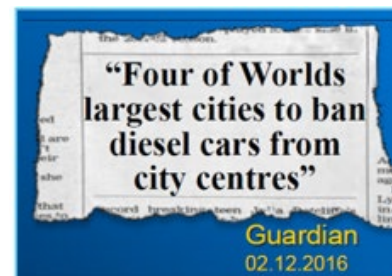 “Four of Worlds
largest cities to ban
diesel cars from
city centres”
Guardian
02.12.2016